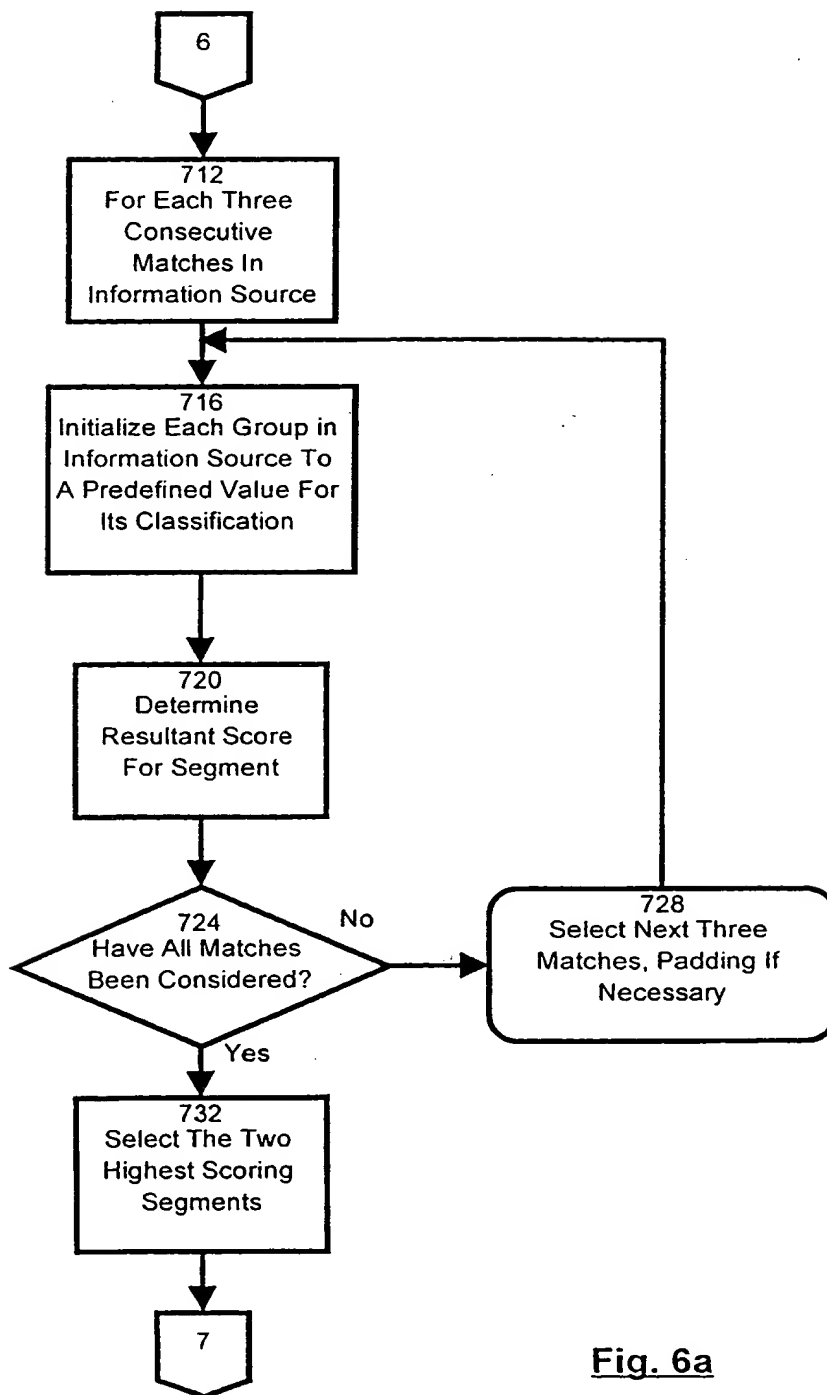 6
712
For Each Three
Consecutive
Matches In
Information Source
716
Initialize Each Group in
Information Source To
A Predefined Value For
Its Classification
720
Determine
Resultant Score
For Segment
724
Have All Matches
Been Considered?
No
728
Select Next Three
Matches, Padding If
Necessary
Yes
732
Select The Two
Highest Scoring
Segments
7
Fig. 6a